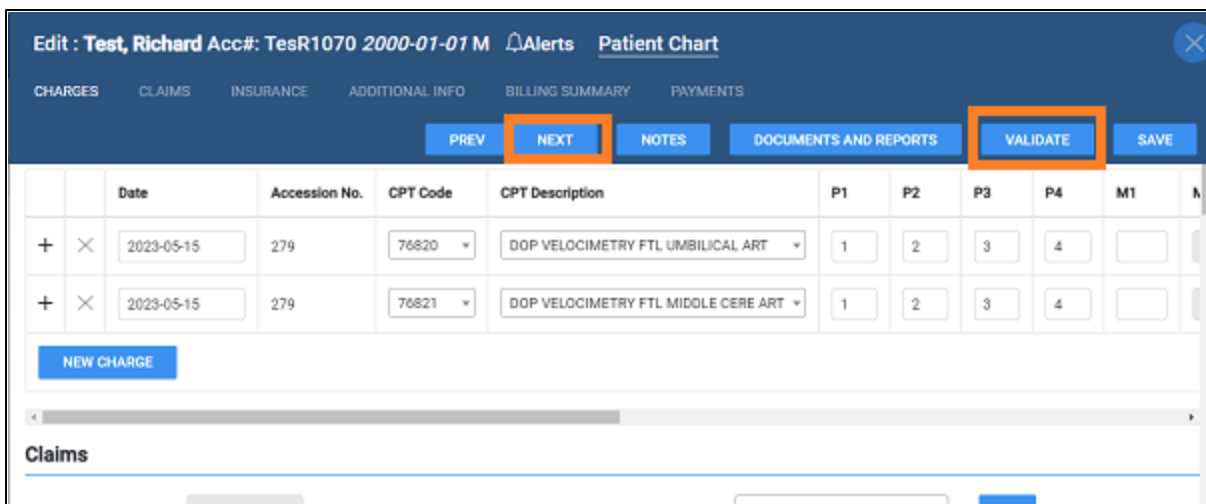 Edit : Test, Richard Acc#: TesR1070 2000-01-01 M Alerts Patient Chart
CHARGES CLAIMS INSURANCE ADDITIONAL INFO BILLING SUMMARY PAYMENTS
PREV NEXT NOTES DOCUMENTS AND REPORTS VALIDATE SAVE
Date Accession No. CPT Code CPT Description P1 P2 P3 P4 M1
2023-05-15 279 76820 DOP VELOCIMETRY FTL UMBILICAL ART 1 2 3 4
2023-05-15 279 76821 DOP VELOCIMETRY FTL MIDDLE CERE ART 1 2 3 4
NEW CHARGE
Claims